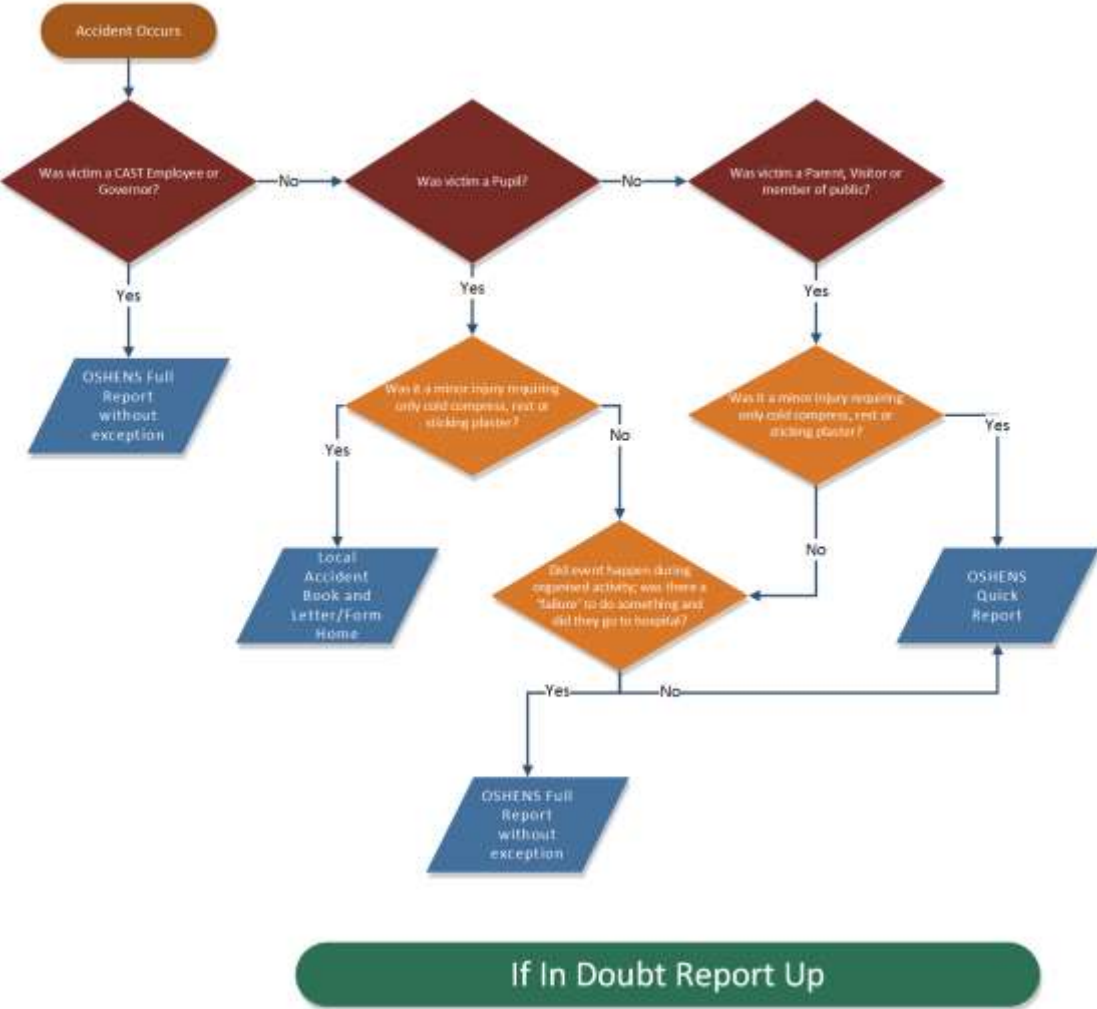 Accident Occurs
Was victim a CAST Employee or
Governor?
No
Was victim a Pupil?
No
Was victim a Parent, Visitor or
member of public?
Yes
OSHENS Full
Report
without
exception
Yes
Was it a minor injury requiring
only cold compress, rest or
sticking plaster?
Yes
Local
Accident
Book and
Letter/Form
Home
No
Yes
Was it a minor injury requiring
only cold compress, rest or
sticking plaster?
Yes
No
Did event happen during
organised activity; was there a
"failure" to do something and
did they go to hospital?
OSHENS
Quick
Report
Yes
No
OSHENS Full
Report
without
exception
If In Doubt Report Up